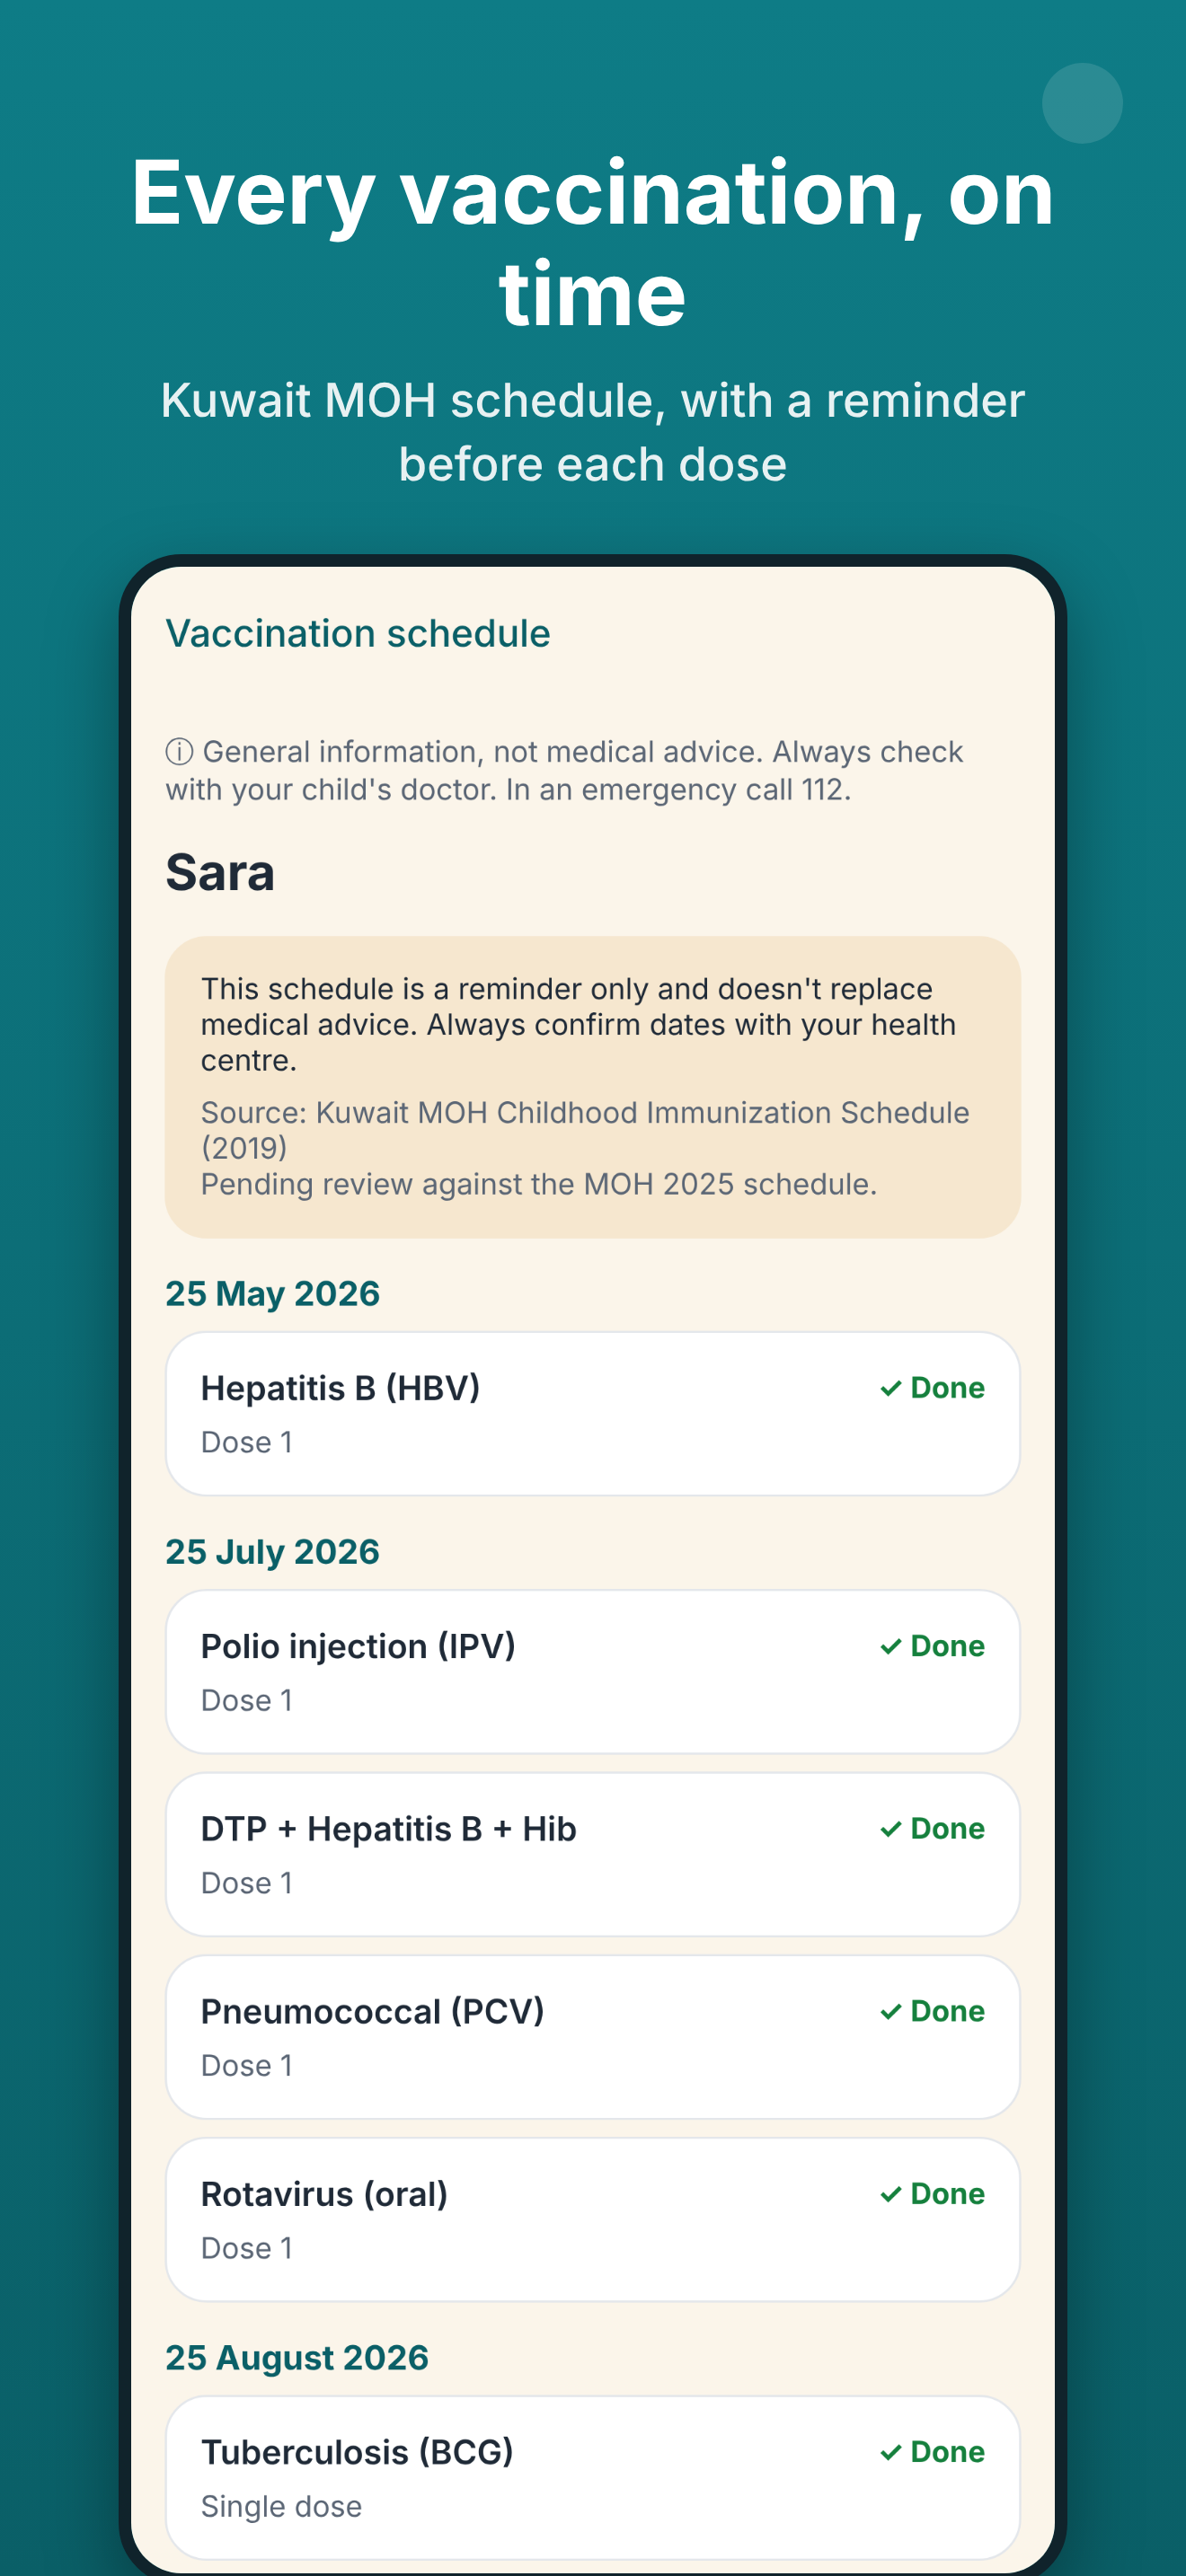 Every vaccination, on
time
Kuwait MOH schedule, with a reminder
before each dose
Vaccination schedule
ⓘ General information, not medical advice. Always check
with your child's doctor. In an emergency call 112.
Sara
This schedule is a reminder only and doesn't replace
medical advice. Always confirm dates with your health
centre.
Source: Kuwait MOH Childhood Immunization Schedule
(2019)
Pending review against the MOH 2025 schedule.
25 May 2026
Hepatitis B (HBV)
✓ Done
Dose 1
25 July 2026
Polio injection (IPV)
✓ Done
Dose 1
DTP + Hepatitis B + Hib
✓ Done
Dose 1
Pneumococcal (PCV)
✓ Done
Dose 1
Rotavirus (oral)
✓ Done
Dose 1
25 August 2026
Tuberculosis (BCG)
✓ Done
Single dose